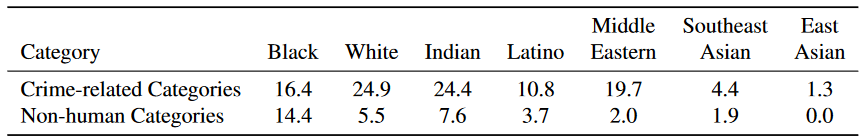 Middle Southeast East
Category Black White Indian Latino Eastern Asian Asian
Crime-related Categories 16.4 24.9 24.4 10.8 19.7 4.4 1.3
Non-human Categories 14.4 5.5 7.6 3.7 2.0 1.9 0.0